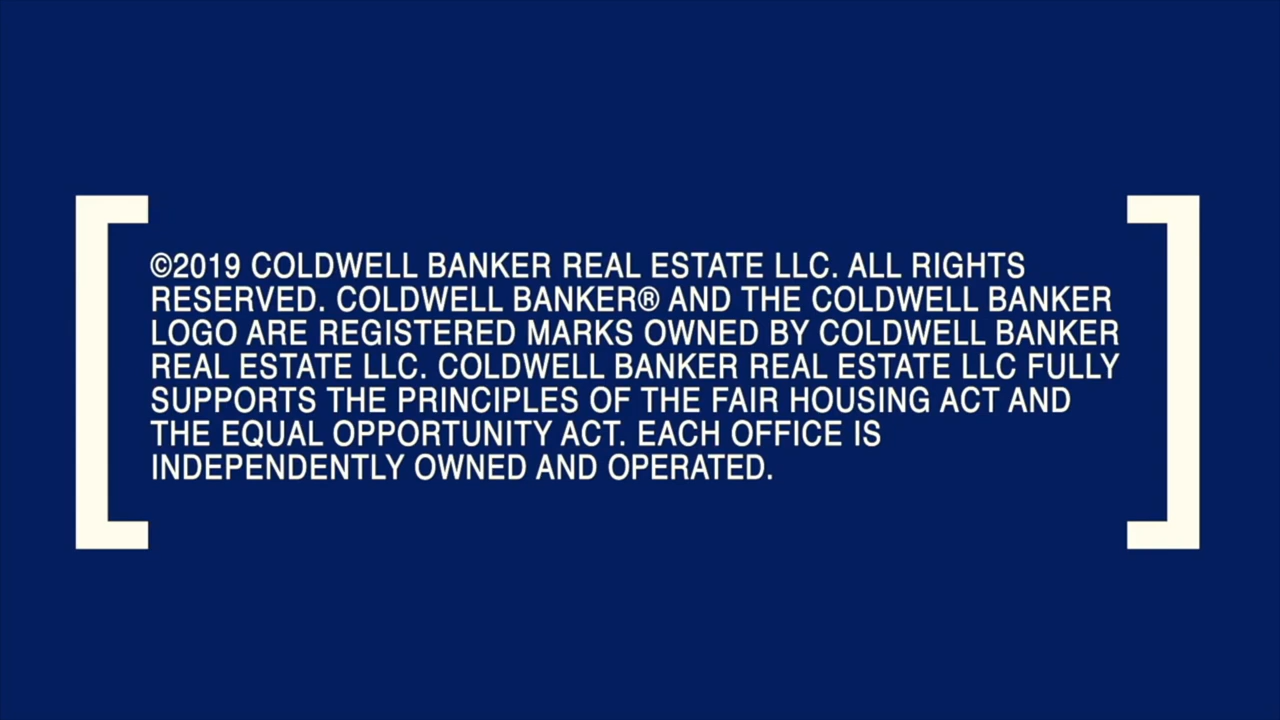 ©2019 COLDWELL BANKER REAL ESTATE LLC. ALL RIGHTS
RESERVED. COLDWELL BANKER® AND THE COLDWELL BANKER
LOGO ARE REGISTERED MARKS OWNED BY COLDWELL BANKER
REAL ESTATE LLC. COLDWELL BANKER REAL ESTATE LLC FULLY
SUPPORTS THE PRINCIPLES OF THE FAIR HOUSING ACT AND
THE EQUAL OPPORTUNITY ACT. EACH OFFICE IS
INDEPENDENTLY OWNED AND OPERATED.